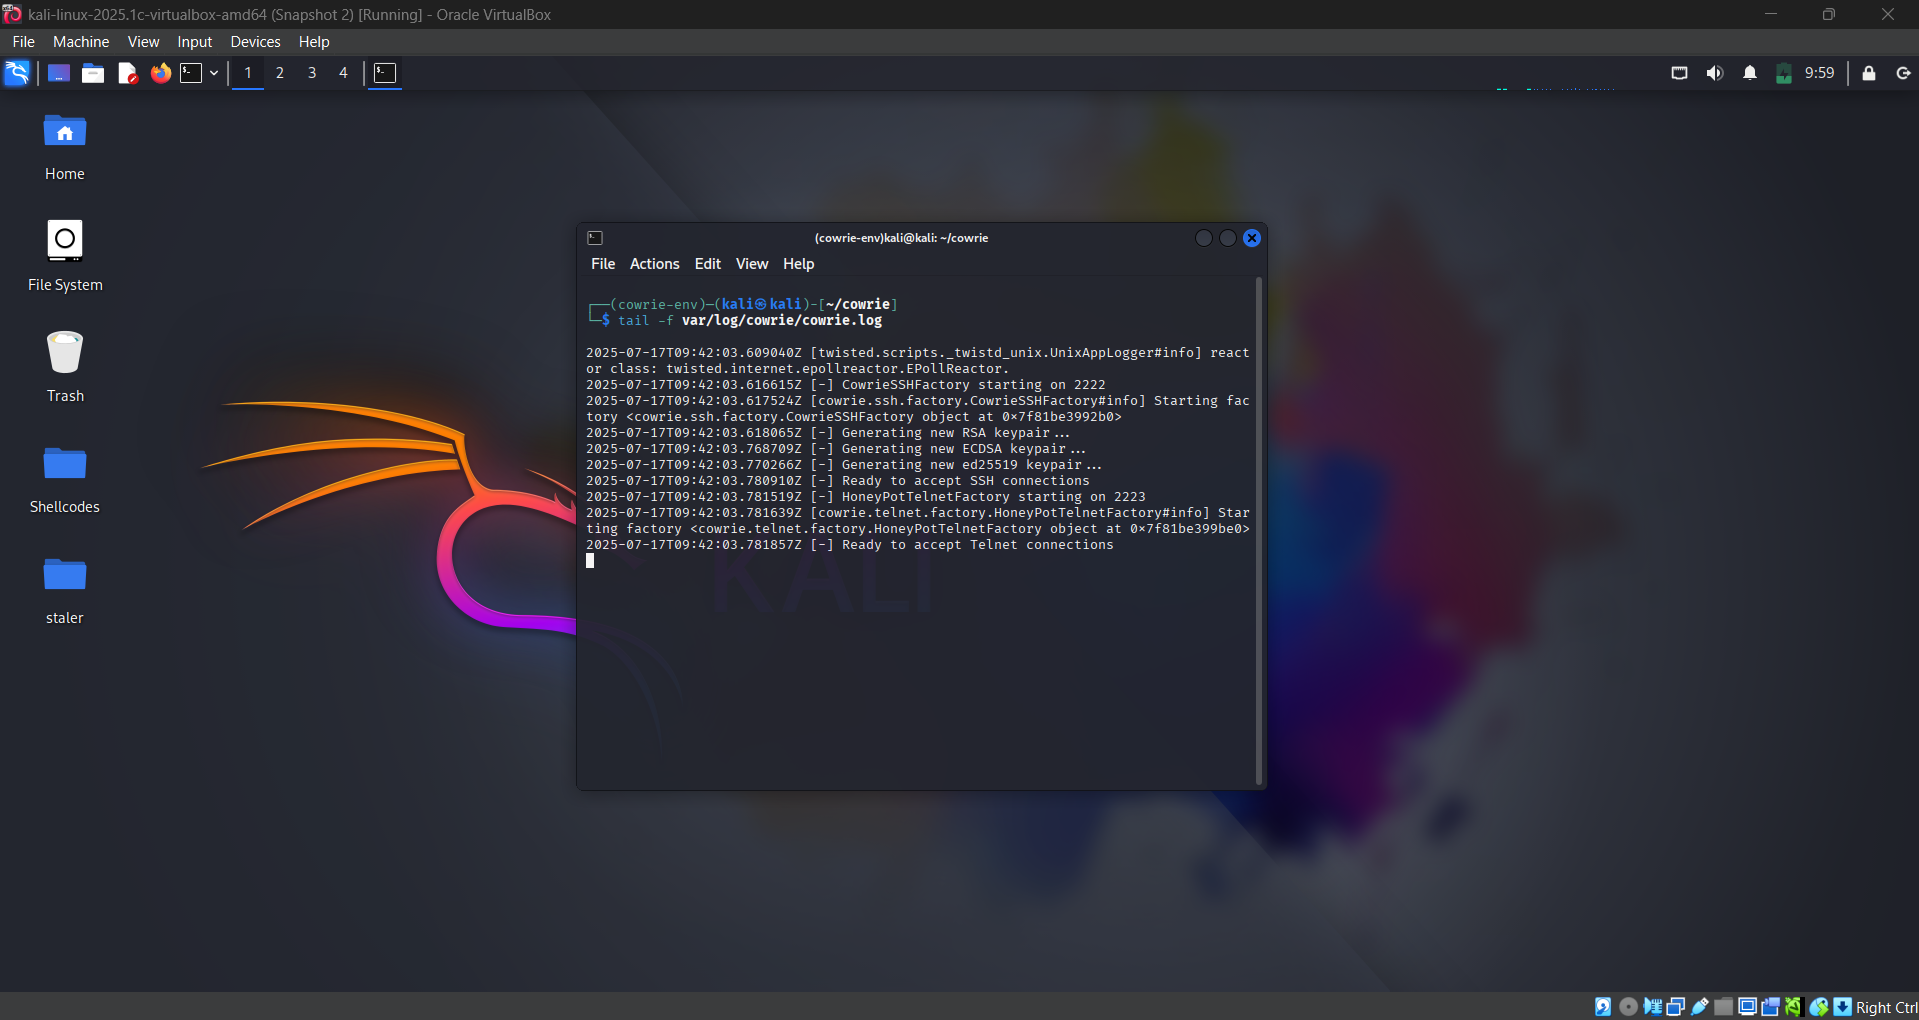 kali-linux-2025.1c-virtualbox-amd64 (Snapshot 2) [Running] - Oracle VirtualBox
File Machine View Input Devices Help
1 2 3 4 9:59
Home
File System
Trash
Shellcodes
staler
(cowrie-env)kali@kali: ~/cowrie
File Actions Edit View Help
┌──(cowrie-env)─(kali㉿kali)-[~/cowrie]
└─$ tail -f var/log/cowrie/cowrie.log
2025-07-17T09:42:03.609040Z [twisted.scripts._twistd_unix.UnixAppLogger#info] react
or class: twisted.internet.epollreactor.EPollReactor.
2025-07-17T09:42:03.616615Z [-] CowrieSSHFactory starting on 2222
2025-07-17T09:42:03.617524Z [cowrie.ssh.factory.CowrieSSHFactory#info] Starting fac
tory <cowrie.ssh.factory.CowrieSSHFactory object at 0×7f81be3992b0>
2025-07-17T09:42:03.618065Z [-] Generating new RSA keypair...
2025-07-17T09:42:03.768709Z [-] Generating new ECDSA keypair...
2025-07-17T09:42:03.770266Z [-] Generating new ed25519 keypair...
2025-07-17T09:42:03.780910Z [-] Ready to accept SSH connections
2025-07-17T09:42:03.781519Z [-] HoneyPotTelnetFactory starting on 2223
2025-07-17T09:42:03.781639Z [cowrie.telnet.factory.HoneyPotTelnetFactory#info] Star
ting factory <cowrie.telnet.factory.HoneyPotTelnetFactory object at 0×7f81be399be0>
2025-07-17T09:42:03.781857Z [-] Ready to accept Telnet connections
KALI
Right Ctrl